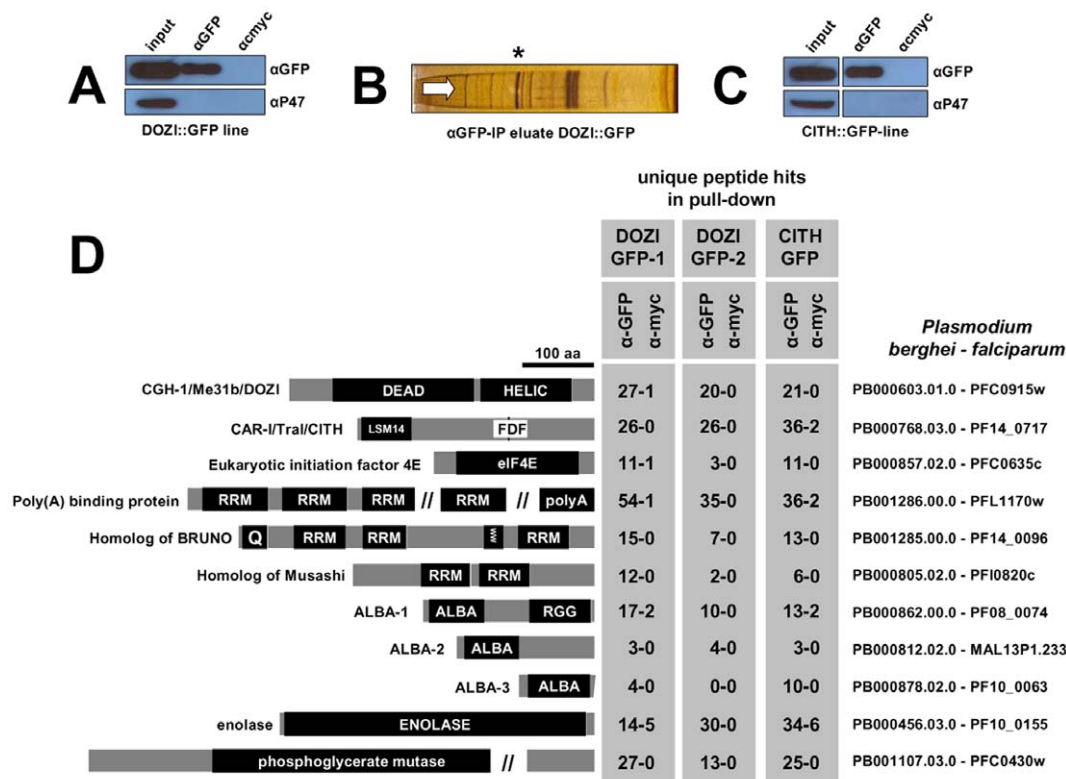 input αGFP αcmyc
A αGFP
αP47
DOZI::GFP line
*
B
αGFP-IP eluate DOZI::GFP
input αGFP αcmyc
C αGFP
αP47
CITH::GFP-line
unique peptide hits
in pull-down
D
DOZI GFP-1 DOZI GFP-2 CITH GFP
α-GFP α-myc α-GFP α-myc α-GFP α-myc
Plasmodium
berghei - falciparum
100 aa
CGH-1/Me31b/DOZI DEAD HELIC 27-1 20-0 21-0 PB000603.01.0 - PFC0915w
CAR-I/Tral/CITH LSM14 FDF 26-0 26-0 36-2 PB000768.03.0 - PF14_0717
Eukaryotic initiation factor 4E eIF4E 11-1 3-0 11-0 PB000857.02.0 - PFC0635c
Poly(A) binding protein RRM RRM RRM // RRM // polyA 54-1 35-0 36-2 PB001286.00.0 - PFL1170w
Homolog of BRUNO Q RRM RRM WW RRM 15-0 7-0 13-0 PB001285.00.0 - PF14_0096
Homolog of Musashi RRM RRM 12-0 2-0 6-0 PB000805.02.0 - PFI0820c
ALBA-1 ALBA RGG 17-2 10-0 13-2 PB000862.00.0 - PF08_0074
ALBA-2 ALBA 3-0 4-0 3-0 PB000812.02.0 - MAL13P1.233
ALBA-3 ALBA 4-0 0-0 10-0 PB000878.02.0 - PF10_0063
enolase ENOLASE 14-5 30-0 34-6 PB000456.03.0 - PF10_0155
phosphoglycerate mutase // 27-0 13-0 25-0 PB001107.03.0 - PFC0430w